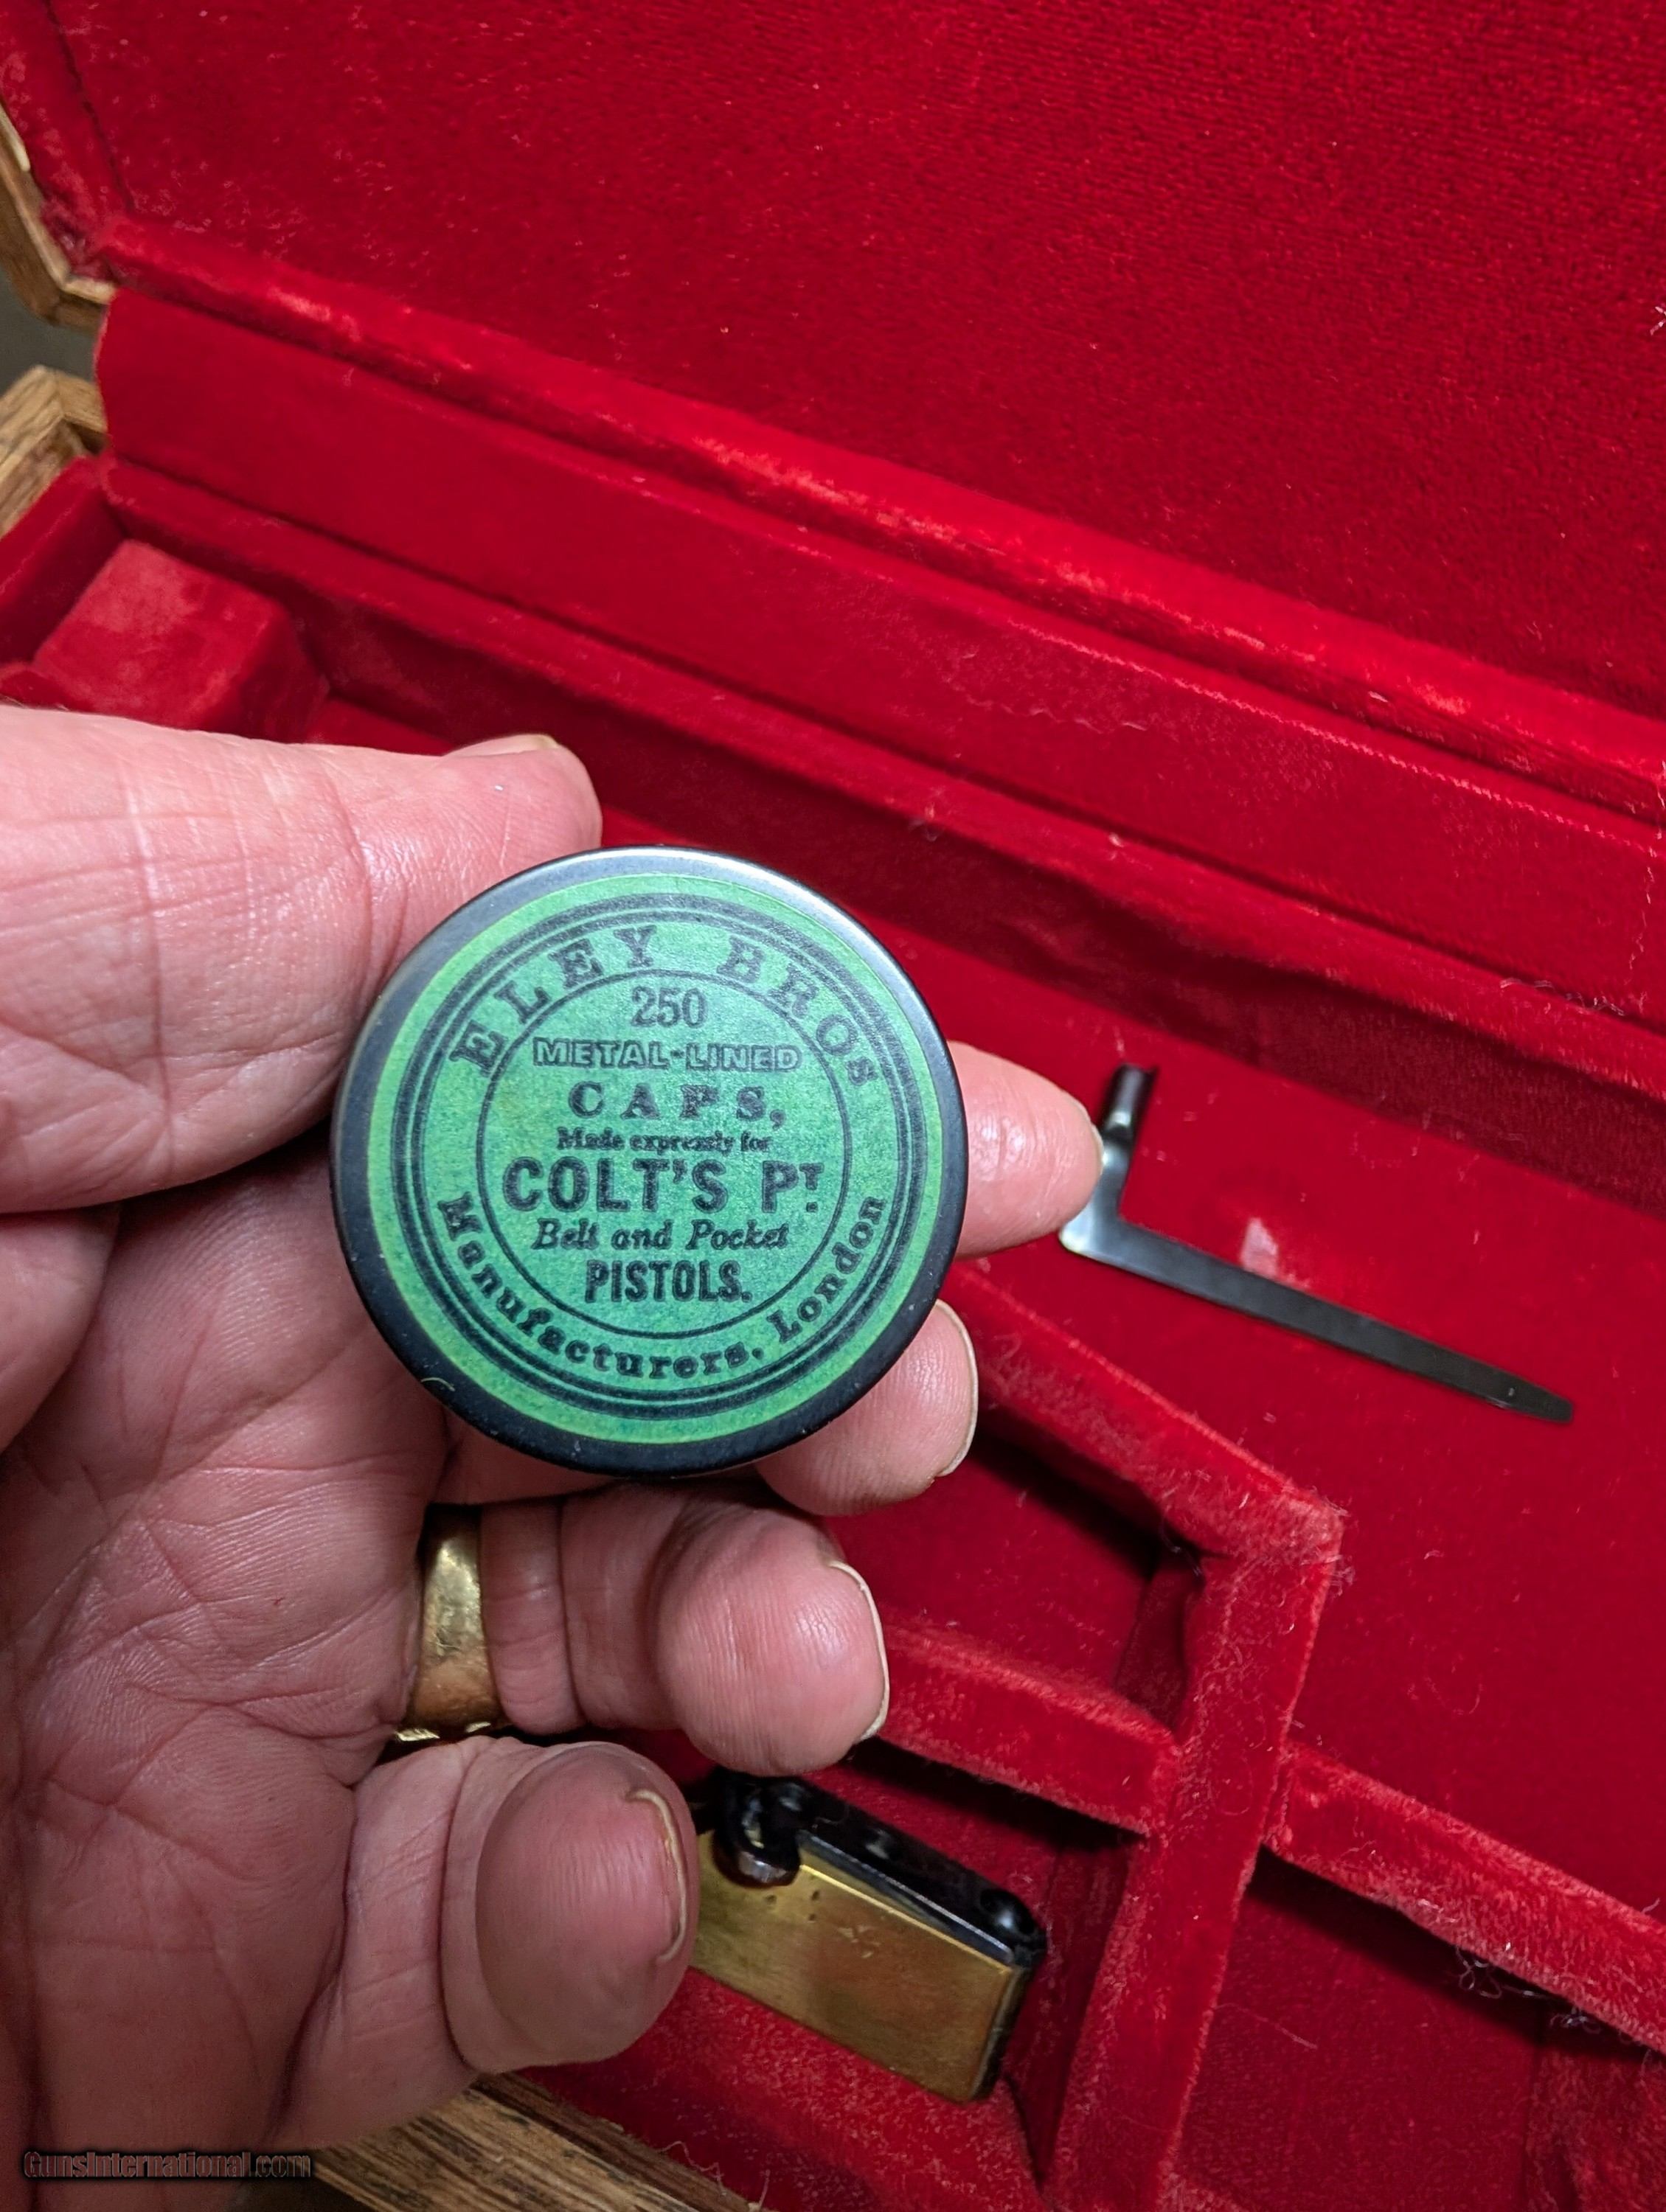 ELEY BROS
250
METAL-LINED
CAPS,
Made expressly for
COLT'S PT.
Belt and Pocket
PISTOLS.
Manufacturers, London
GunsInternational.com